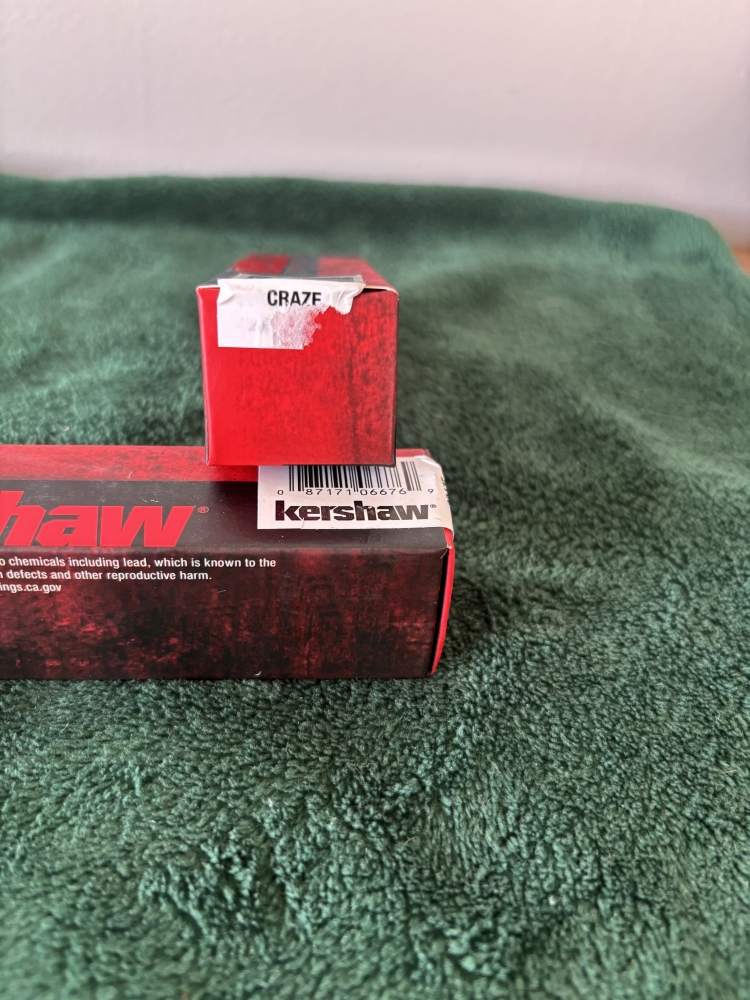 CRAZE
0 87171 06676 9
kershaw®
haw®
o chemicals including lead, which is known to the
n defects and other reproductive harm.
ings.ca.gov